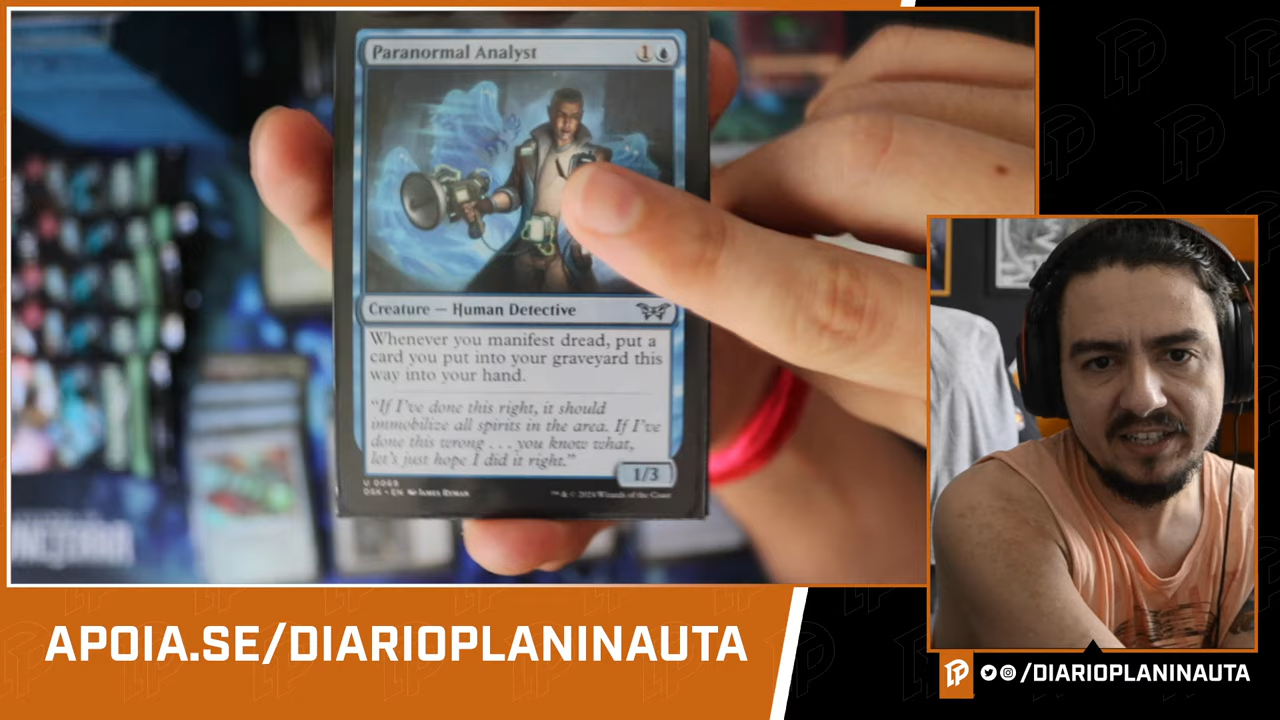 Paranormal Analyst
1
Creature — Human Detective
Whenever you manifest dread, put a
card you put into your graveyard this
way into your hand.
"If I've done this right, it should
immobilize all spirits in the area. If I've
done this wrong . . . you know what,
let's just hope I did it right."
1/3
U 0069
DSK • EN James Ryman
™ & © 2024 Wizards of the Coast
APOIA.SE/DIARIOPLANINAUTA
/DIARIOPLANINAUTA